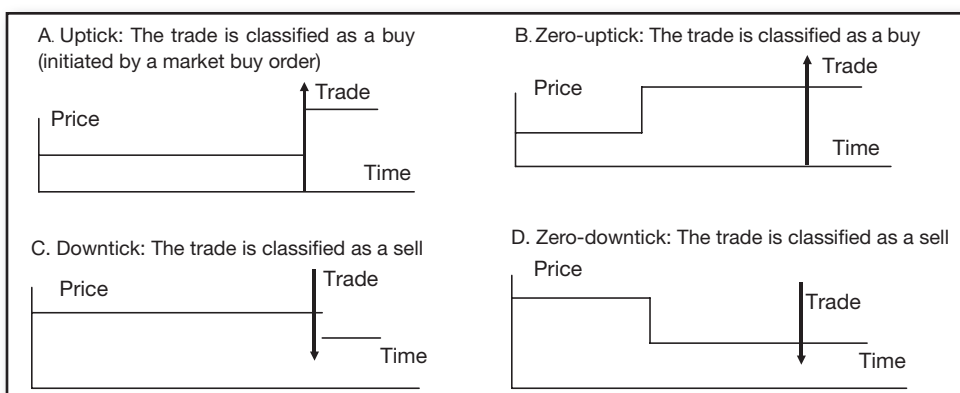 A. Uptick: The trade is classified as a buy
(initiated by a market buy order)
Trade
Price
Time
B. Zero-uptick: The trade is classified as a buy
Trade
Price
Time
C. Downtick: The trade is classified as a sell
Trade
Price
Time
D. Zero-downtick: The trade is classified as a sell
Price
Trade
Time